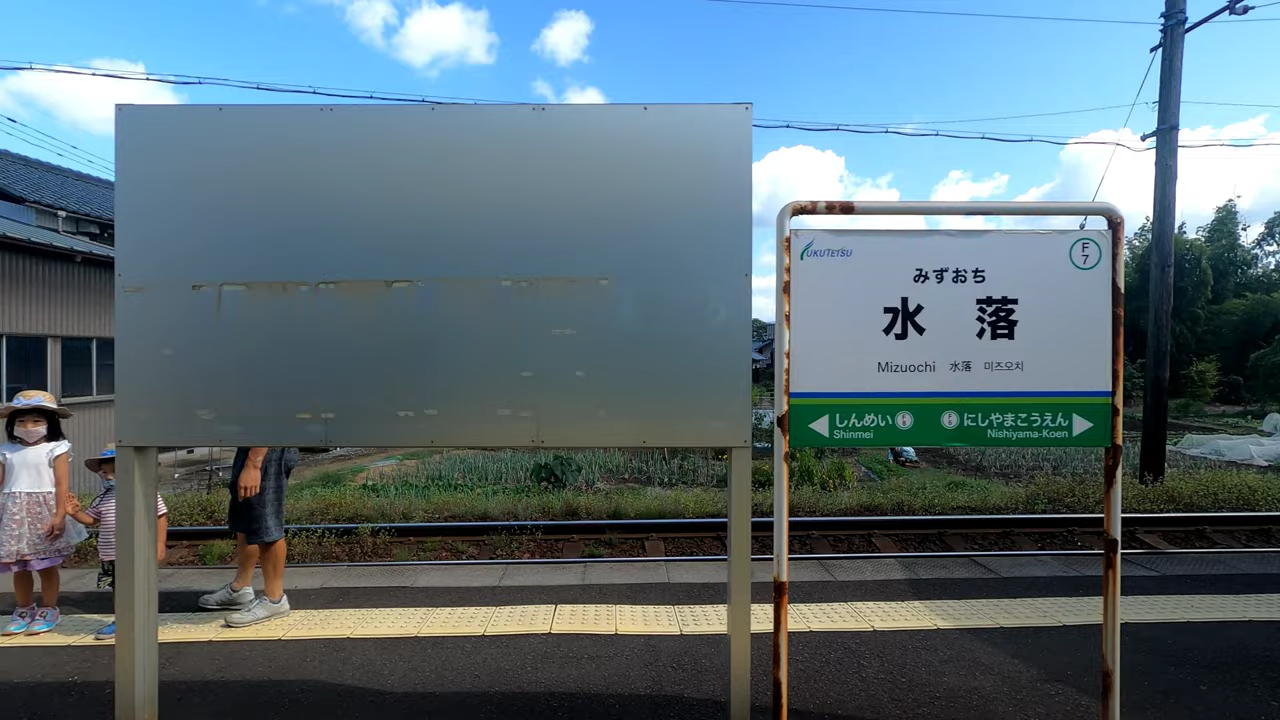 FUKUTETSU
F
7
みずおち
水 落
Mizuochi 水落 미즈오치
しんめい
Shinmei
にしやまこうえん
Nishiyama-Koen